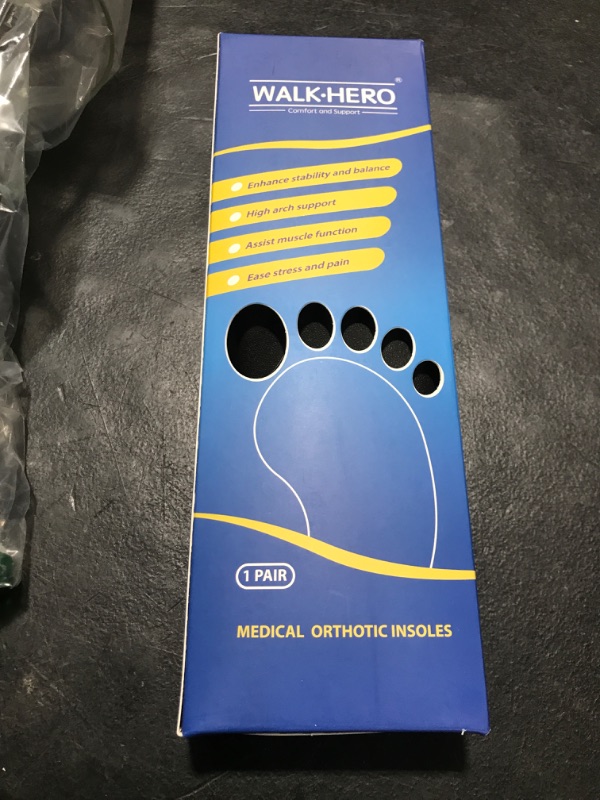 WALK·HERO®
Comfort and Support
Enhance stability and balance
High arch support
Assist muscle function
Ease stress and pain
1 PAIR
MEDICAL ORTHOTIC INSOLES